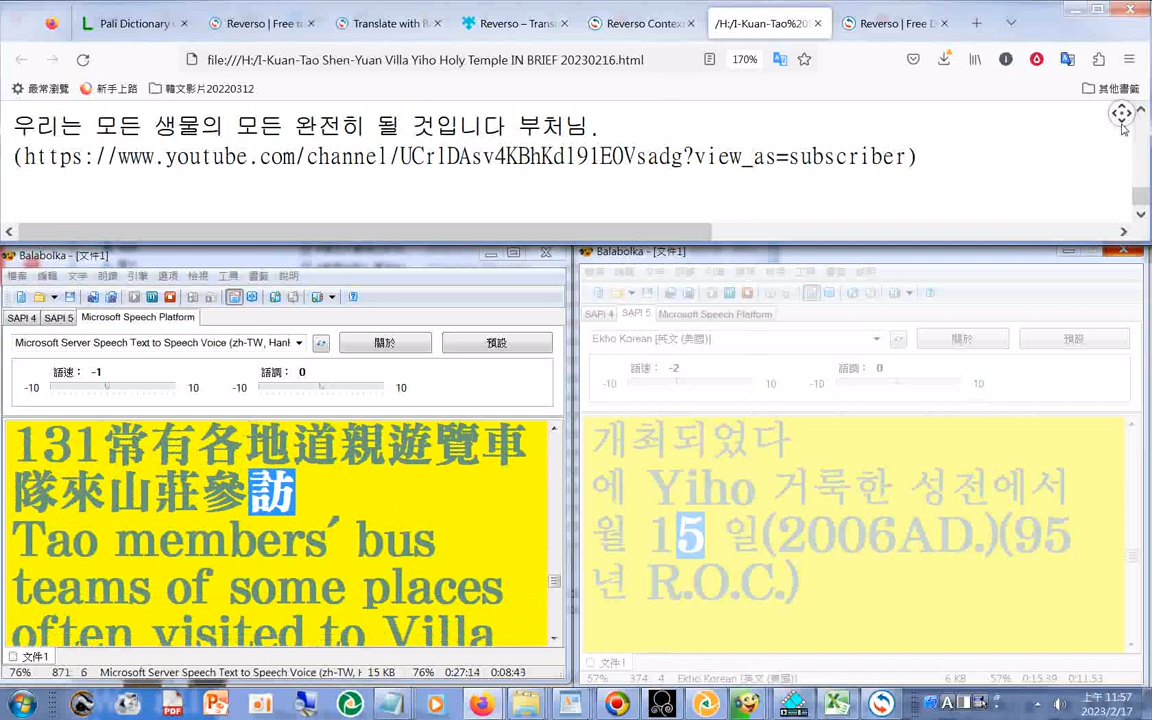 Pali Dictionary
Reverso | Free t
Translate with R
Reverso – Trans
Reverso Contex
/H:/I-Kuan-Tao%20
Reverso | Free D
file:///H:/I-Kuan-Tao Shen-Yuan Villa Yiho Holy Temple IN BRIEF 20230216.html
170%
最常瀏覽
新手上路
韓文影片20220312
其他書籤
우리는 모든 생물의 모든 완전히 될 것입니다 부처님.
(https://www.youtube.com/channel/UCrlDAsv4KBhKdl91EOVsadg?view_as=subscriber)
Balabolka - [文件1]
檔案 編輯 文字 朗讀 引擎 選項 檢視 工具 書籤 說明
SAPI 4
SAPI 5
Microsoft Speech Platform
Microsoft Server Speech Text to Speech Voice (zh-TW, HanH
關於
預設
語速： -1
語調： 0
-10
10
-10
10
131常有各地道親遊覽車
隊來山莊參訪
Tao members′ bus
teams of some places
often visited to Villa
文件1
76%
871: 6
Microsoft Server Speech Text to Speech Voice (zh-TW, H
15 KB
76%
0:27:14
0:08:43
Balabolka - [文件1]
SAPI 4
SAPI 5
Microsoft Speech Platform
Ekho Korean [英文 (美國)]
關於
預設
語速： -2
語調： 0
-10
10
-10
10
개최되었다
에 Yiho 거룩한 성전에서
월 15 일(2006AD.)(95
년 R.O.C.)
文件1
57%
374: 4
Ekho Korean [英文 (美國)]
6 KB
57%
0:15:39
0:11:53
上午 11:57
2023/2/17